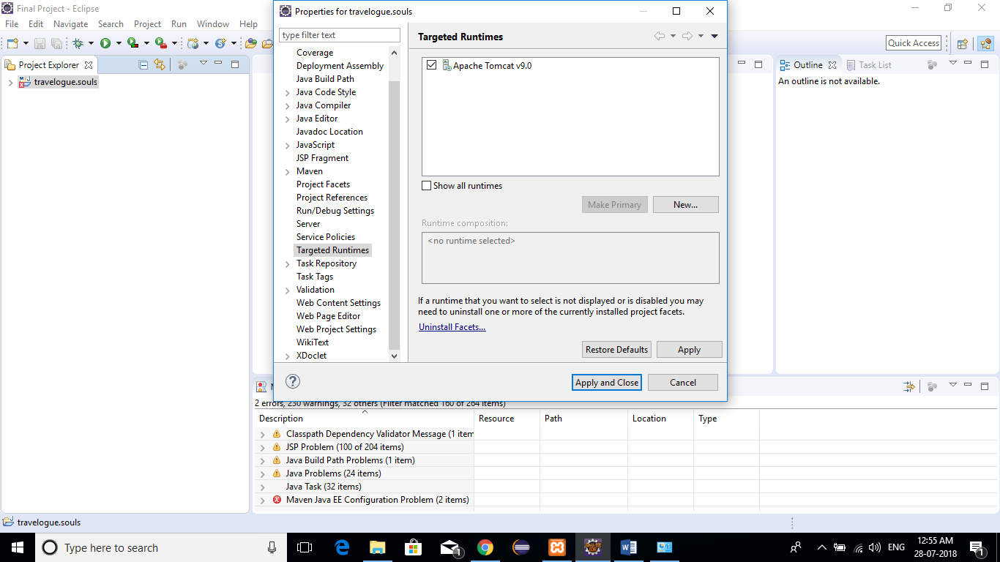 Final Project - Eclipse
File Edit Navigate Search Project Run Window Help
Quick Access
Project Explorer
travelogue.souls
Properties for travelogue.souls
type filter text
Coverage
Deployment Assembly
Java Build Path
Java Code Style
Java Compiler
Java Editor
Javadoc Location
JavaScript
JSP Fragment
Maven
Project Facets
Project References
Run/Debug Settings
Server
Service Policies
Targeted Runtimes
Task Repository
Task Tags
Validation
Web Content Settings
Web Page Editor
Web Project Settings
WikiText
XDoclet
Targeted Runtimes
Apache Tomcat v9.0
Show all runtimes
Make Primary New...
Runtime composition:
<no runtime selected>
If a runtime that you want to select is not displayed or is disabled you may
need to uninstall one or more of the currently installed project facets.
Uninstall Facets...
Restore Defaults Apply
Apply and Close Cancel
Outline Task List
An outline is not available.
2 errors, 230 warnings, 32 others (Filter matched 160 of 264 items)
Description Resource Path Location Type
Classpath Dependency Validator Message (1 item
JSP Problem (100 of 204 items)
Java Build Path Problems (1 item)
Java Problems (24 items)
Java Task (32 items)
Maven Java EE Configuration Problem (2 items)
travelogue.souls
Type here to search
1
ENG
12:55 AM
28-07-2018
1